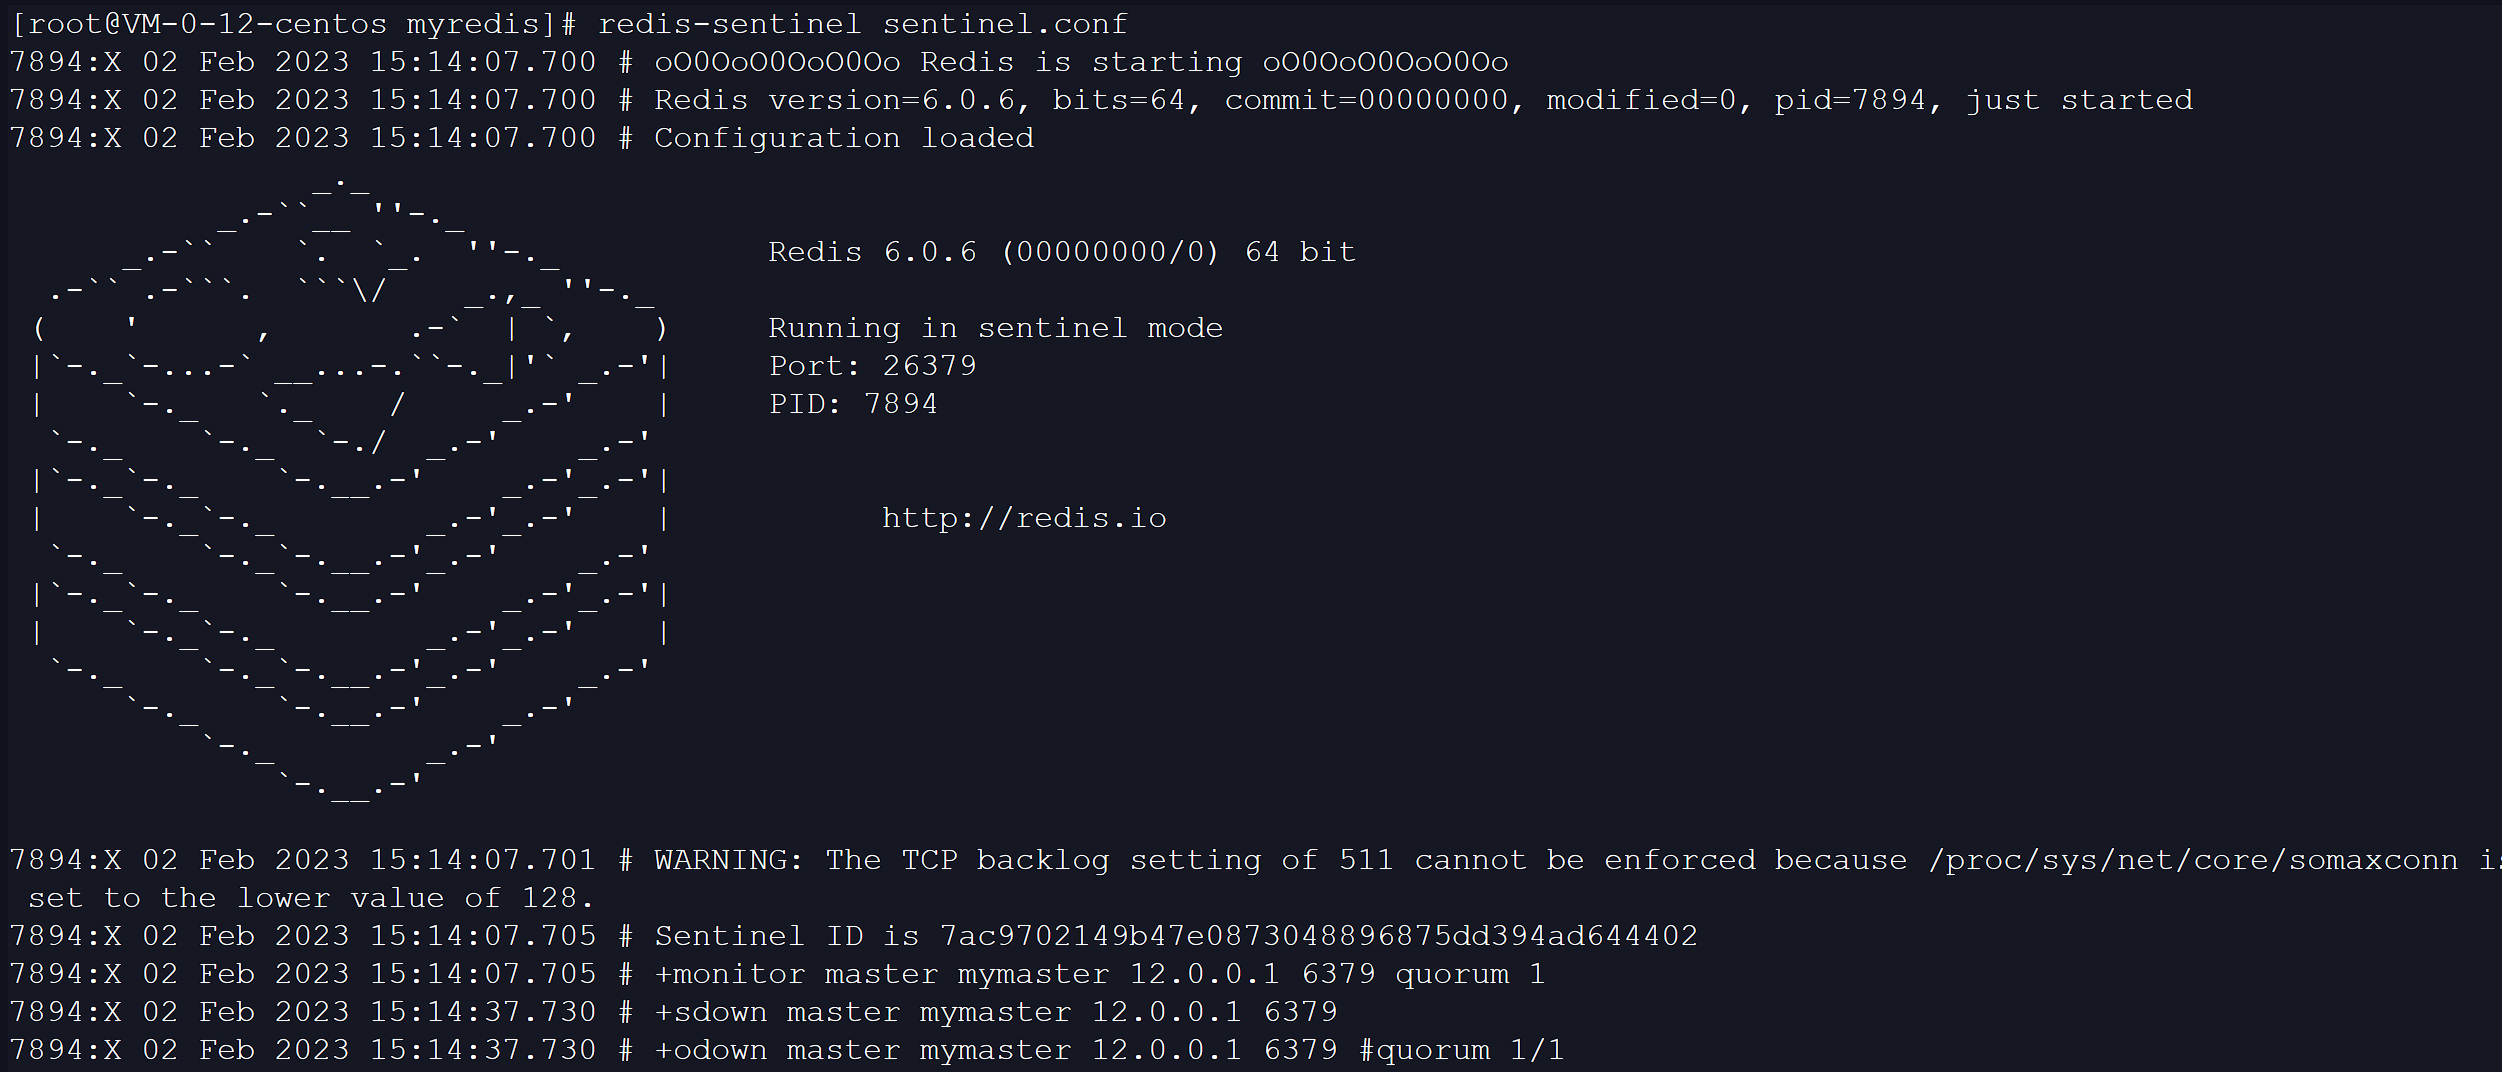 [root@VM-0-12-centos myredis]# redis-sentinel sentinel.conf
7894:X 02 Feb 2023 15:14:07.700 # oO0OoO0OoO0Oo Redis is starting oO0OoO0OoO0Oo
7894:X 02 Feb 2023 15:14:07.700 # Redis version=6.0.6, bits=64, commit=00000000, modified=0, pid=7894, just started
7894:X 02 Feb 2023 15:14:07.700 # Configuration loaded
Redis 6.0.6 (00000000/0) 64 bit
Running in sentinel mode
Port: 26379
PID: 7894
http://redis.io
7894:X 02 Feb 2023 15:14:07.701 # WARNING: The TCP backlog setting of 511 cannot be enforced because /proc/sys/net/core/somaxconn is
set to the lower value of 128.
7894:X 02 Feb 2023 15:14:07.705 # Sentinel ID is 7ac9702149b47e0873048896875dd394ad644402
7894:X 02 Feb 2023 15:14:07.705 # +monitor master mymaster 12.0.0.1 6379 quorum 1
7894:X 02 Feb 2023 15:14:37.730 # +sdown master mymaster 12.0.0.1 6379
7894:X 02 Feb 2023 15:14:37.730 # +odown master mymaster 12.0.0.1 6379 #quorum 1/1